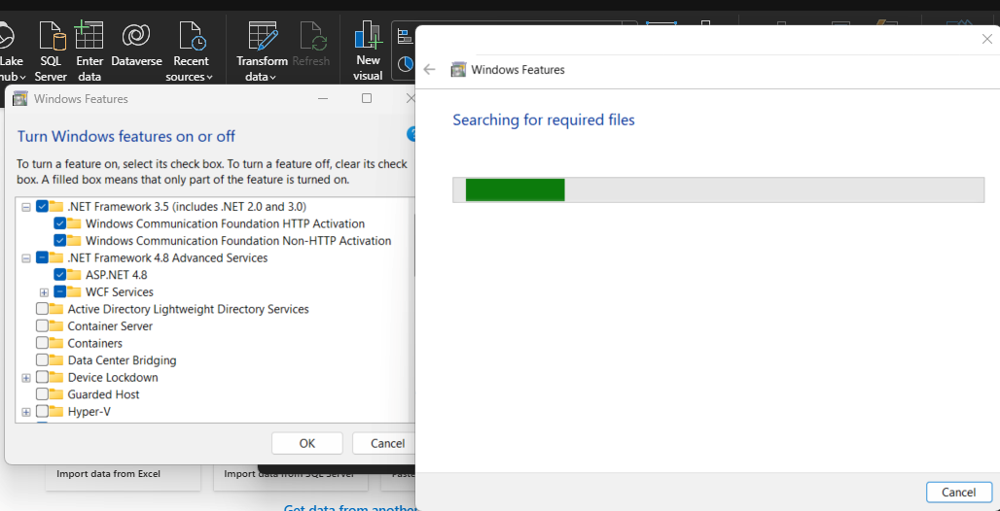 Lake
hub
SQL
Server
Enter
data
Dataverse
Recent
sources
Transform
data
Refresh
New
visual
Windows Features
Turn Windows features on or off
To turn a feature on, select its check box. To turn a feature off, clear its check
box. A filled box means that only part of the feature is turned on.
.NET Framework 3.5 (includes .NET 2.0 and 3.0)
Windows Communication Foundation HTTP Activation
Windows Communication Foundation Non-HTTP Activation
.NET Framework 4.8 Advanced Services
ASP.NET 4.8
WCF Services
Active Directory Lightweight Directory Services
Container Server
Containers
Data Center Bridging
Device Lockdown
Guarded Host
Hyper-V
OK
Cancel
Import data from Excel
Import data from SQL Server
Paste
Get data from another
Windows Features
Searching for required files
Cancel